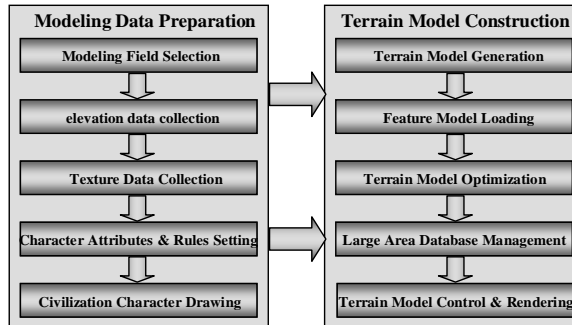 Modeling Data Preparation
Modeling Field Selection
elevation data collection
Texture Data Collection
Character Attributes & Rules Setting
Civilization Character Drawing
Terrain Model Construction
Terrain Model Generation
Feature Model Loading
Terrain Model Optimization
Large Area Database Management
Terrain Model Control & Rendering